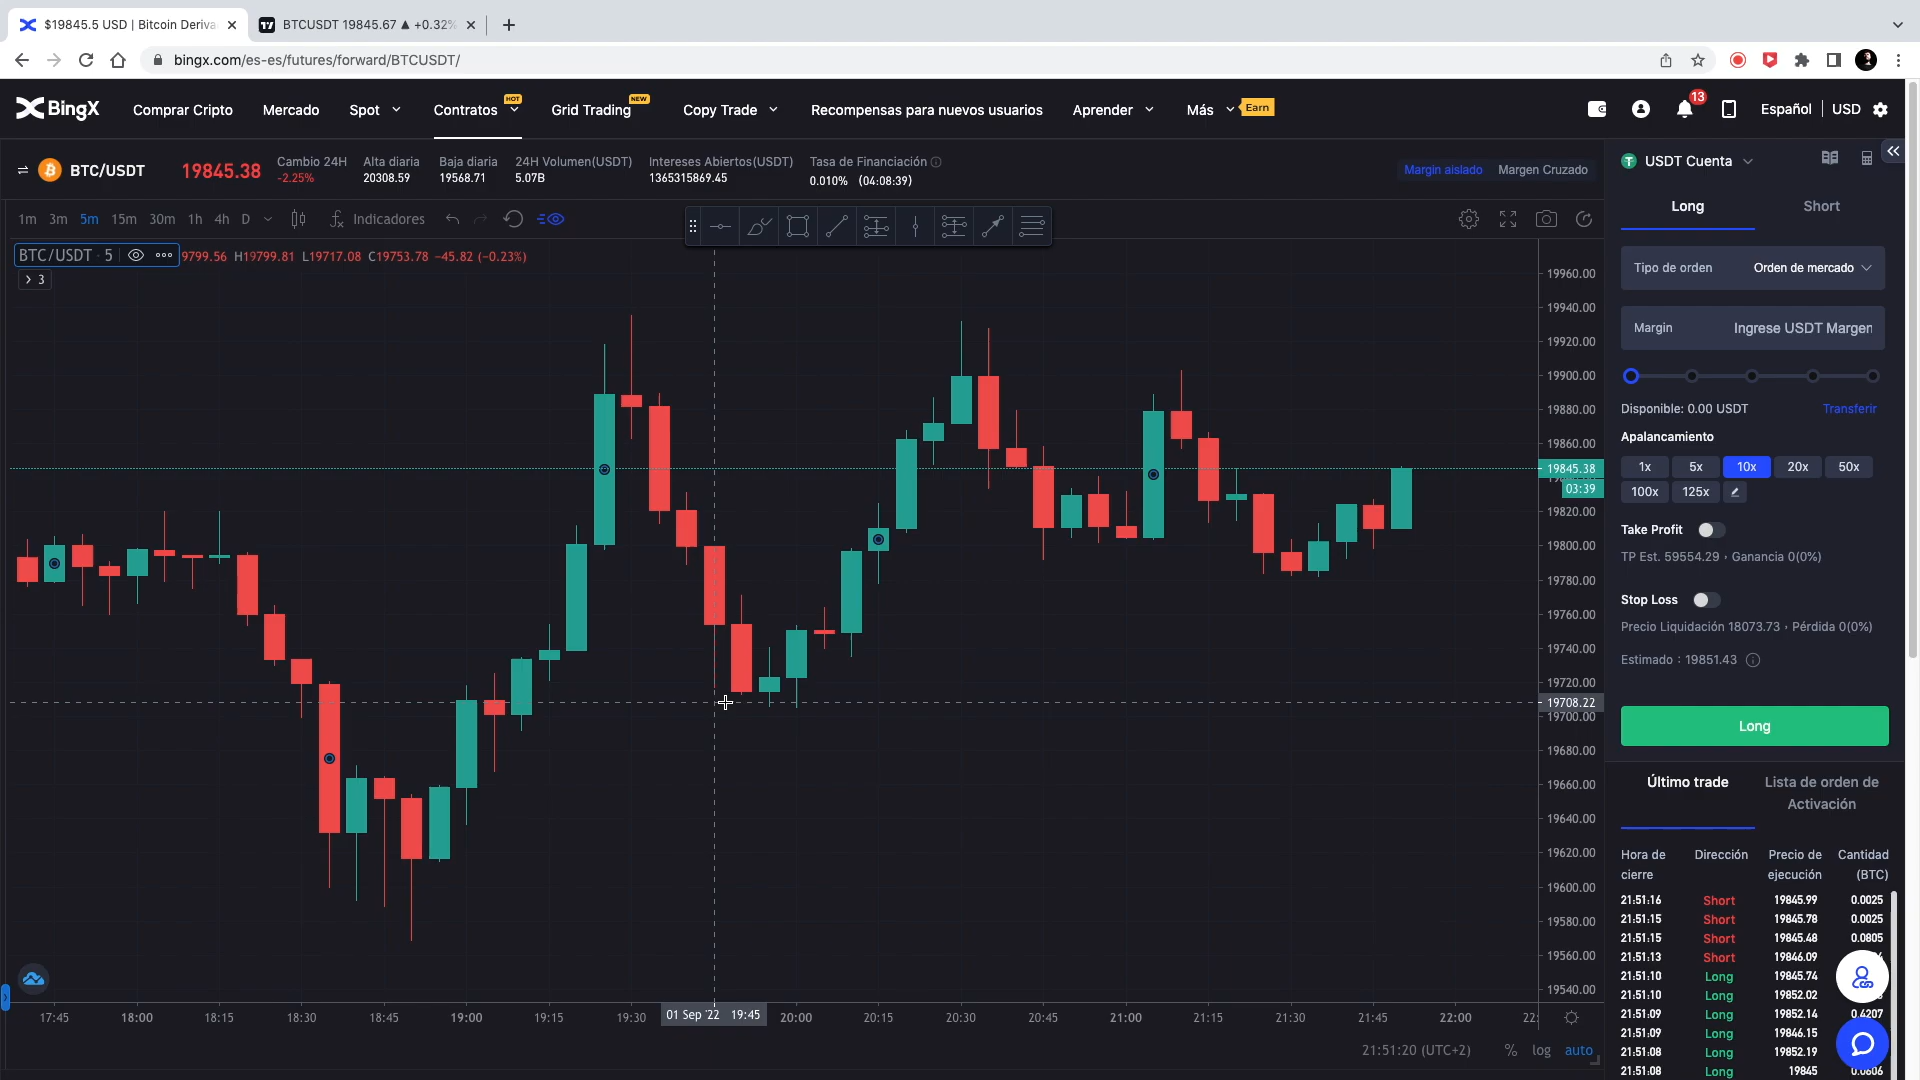 $19845.5 USD | Bitcoin Deriva
BTCUSDT 19845.67 ▲ +0.32%
bingx.com/es-es/futures/forward/BTCUSDT/
BingX
Comprar Cripto
Mercado
Spot
Contratos
HOT
Grid Trading
NEW
Copy Trade
Recompensas para nuevos usuarios
Aprender
Más
Earn
13
Español
USD
BTC/USDT
19845.38
Cambio 24H
-2.25%
Alta diaria
20308.59
Baja diaria
19568.71
24H Volumen(USDT)
5.07B
Intereses Abiertos(USDT)
1365315869.45
Tasa de Financiación
0.010% (04:08:39)
Margin aislado
Margen Cruzado
1m 3m 5m 15m 30m 1h 4h D
Indicadores
BTC/USDT · 5
9799.56 H19799.81 L19717.08 C19753.78 −45.82 (−0.23%)
3
19960.00
19940.00
19920.00
19900.00
19880.00
19860.00
19845.38
03:39
19820.00
19800.00
19780.00
19760.00
19740.00
19720.00
19708.22
19700.00
19680.00
19660.00
19640.00
19620.00
19600.00
19580.00
19560.00
19540.00
17:45 18:00 18:15 18:30 18:45 19:00 19:15 19:30 01 Sep '22 19:45 20:00 20:15 20:30 20:45 21:00 21:15 21:30 21:45 22:00 22:
21:51:20 (UTC+2) % log auto
USDT Cuenta
Long
Short
Tipo de orden
Orden de mercado
Margin
Ingrese USDT Margen
Disponible: 0.00 USDT
Transferir
Apalancamiento
1x 5x 10x 20x 50x
100x 125x
Take Profit
TP Est. 59554.29 · Ganancia 0(0%)
Stop Loss
Precio Liquidación 18073.73 · Pérdida 0(0%)
Estimado : 19851.43
Long
Último trade
Lista de orden de
Activación
Hora de
cierre
Dirección
Precio de
ejecución
Cantidad
(BTC)
21:51:16 Short 19845.99 0.0025
21:51:15 Short 19845.78 0.0025
21:51:15 Short 19845.48 0.0805
21:51:13 Short 19846.09
21:51:10 Long 19845.74
21:51:10 Long 19852.02
21:51:09 Long 19852.14 0.4207
21:51:09 Long 19846.15
21:51:08 Long 19852.19
21:51:08 Long 19845 0.0606